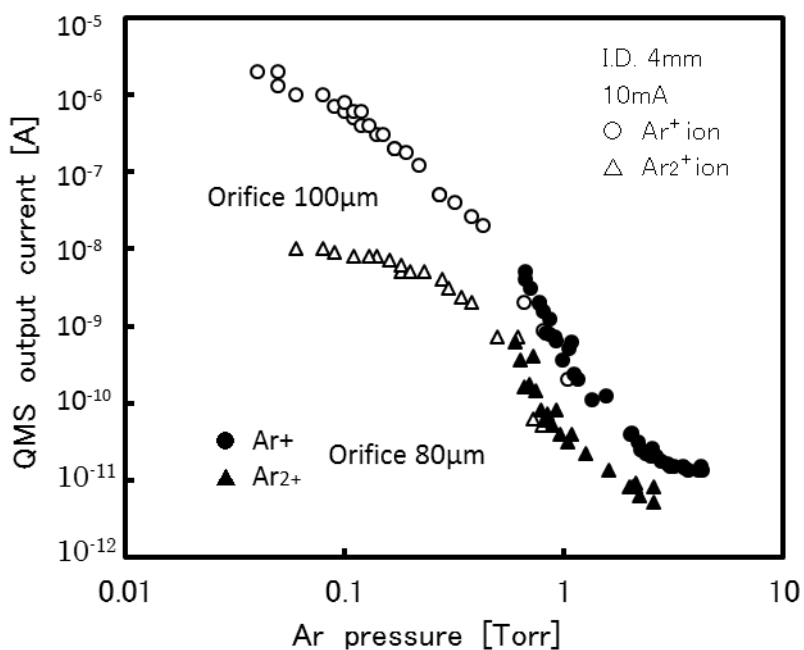 10-5
10-6
10-7
10-8
10-9
10-10
10-11
10-12
QMS output current [A]
I.D. 4mm
10mA
○ Ar+ ion
△ Ar2+ ion
Orifice 100μm
● Ar+
▲ Ar2+
Orifice 80μm
0.01 0.1 1 10
Ar pressure [Torr]